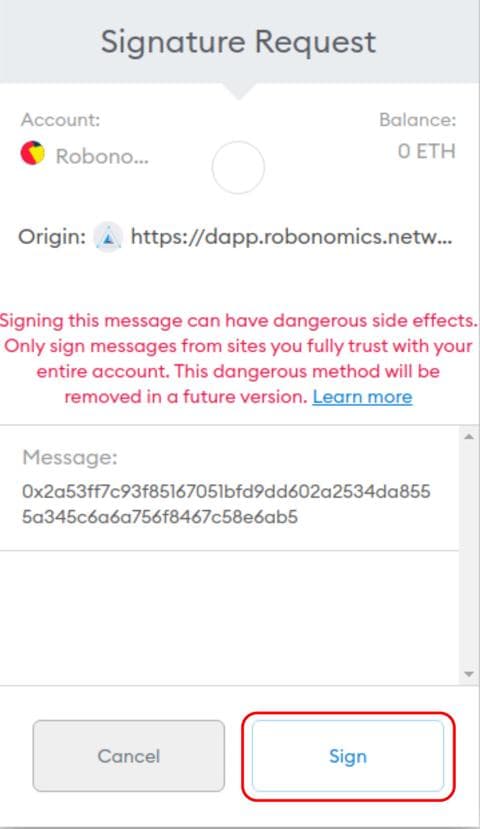 Signature Request
Account:
Balance:
Robono...
0 ETH
Origin: https://dapp.robonomics.netw...
Signing this message can have dangerous side effects.
Only sign messages from sites you fully trust with your
entire account. This dangerous method will be
removed in a future version. Learn more
Message:
0x2a53ff7c93f85167051bfd9dd602a2534da855
5a345c6a6a756f8467c58e6ab5
Cancel
Sign